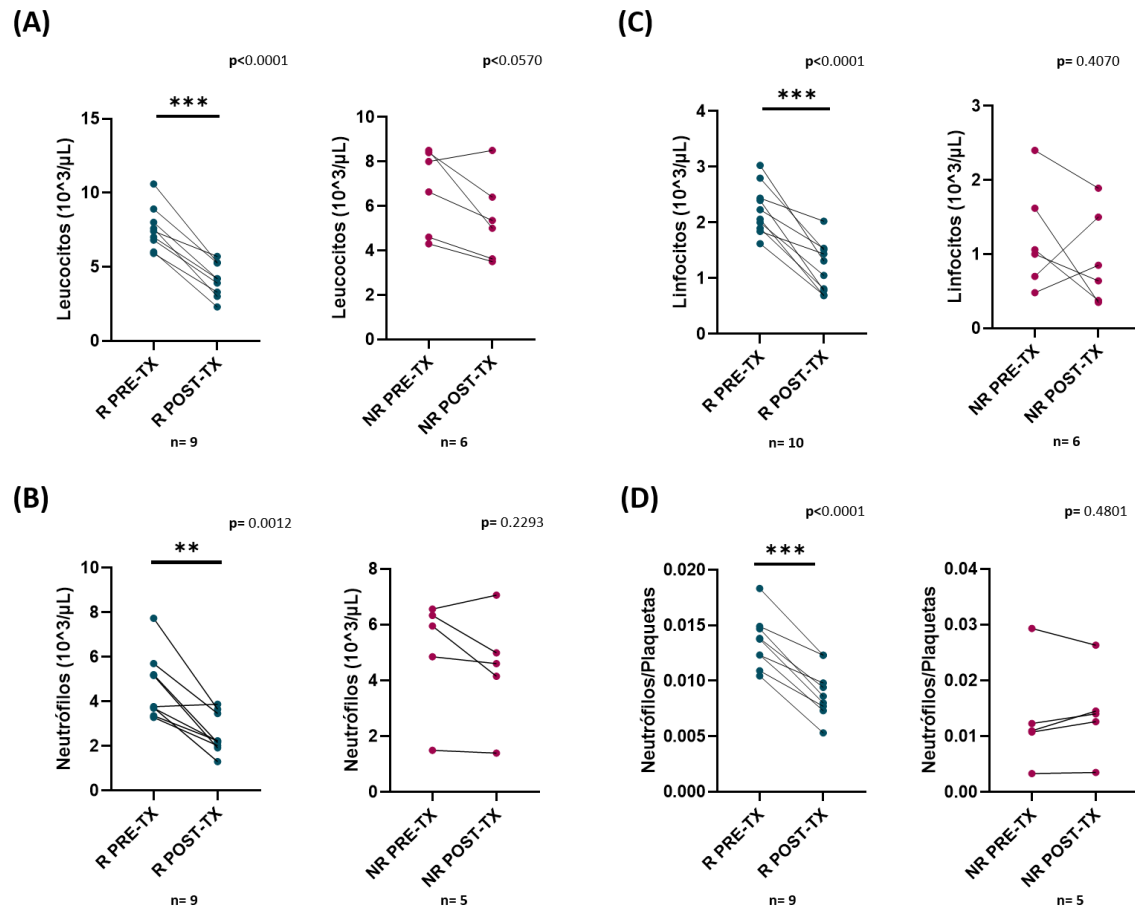 (A)
p<0.0001
***
15
10
5
0
Leucocitos (10^3/µL)
R PRE-TX
R POST-TX
n= 9
p<0.0570
10
8
6
4
2
0
Leucocitos (10^3/µL)
NR PRE-TX
NR POST-TX
n= 6
(C)
p<0.0001
***
4
3
2
1
0
Linfocitos (10^3/µL)
R PRE-TX
R POST-TX
n= 10
p= 0.4070
3
2
1
0
Linfocitos (10^3/µL)
NR PRE-TX
NR POST-TX
n= 6
(B)
p= 0.0012
**
10
8
6
4
2
0
Neutrófilos (10^3/µL)
R PRE-TX
R POST-TX
n= 9
p= 0.2293
8
6
4
2
0
Neutrófilos (10^3/µL)
NR PRE-TX
NR POST-TX
n= 5
(D)
p<0.0001
***
0.020
0.015
0.010
0.005
0.000
Neutrófilos/Plaquetas
R PRE-TX
R POST-TX
n= 9
p= 0.4801
0.04
0.03
0.02
0.01
0.00
Neutrófilos/Plaquetas
NR PRE-TX
NR POST-TX
n= 5